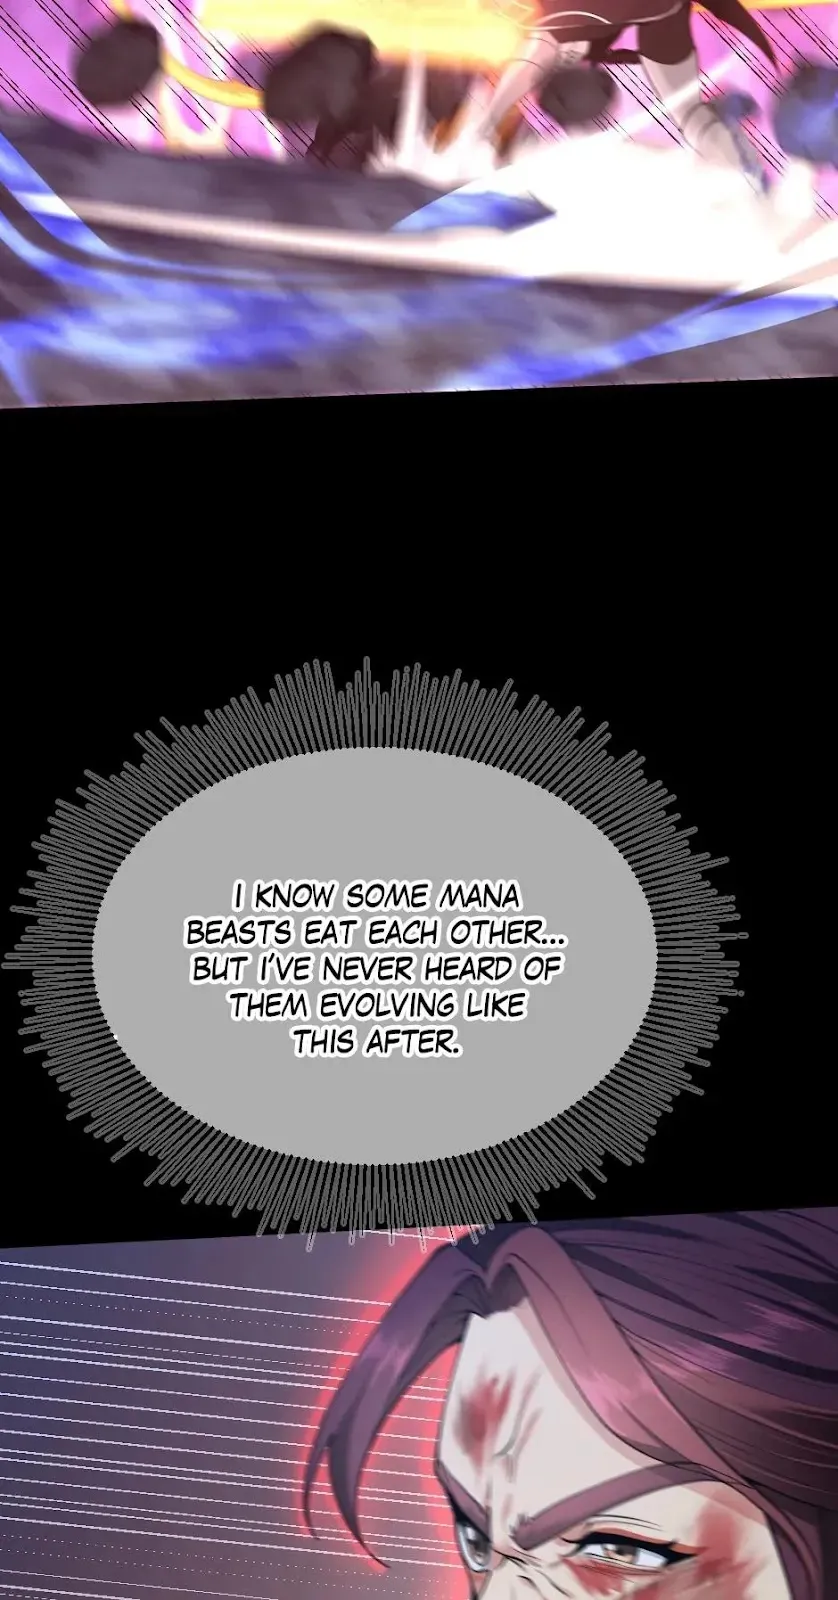 I KNOW SOME MANA
BEASTS EAT EACH OTHER...
BUT I'VE NEVER HEARD OF
THEM EVOLVING LIKE
THIS AFTER.